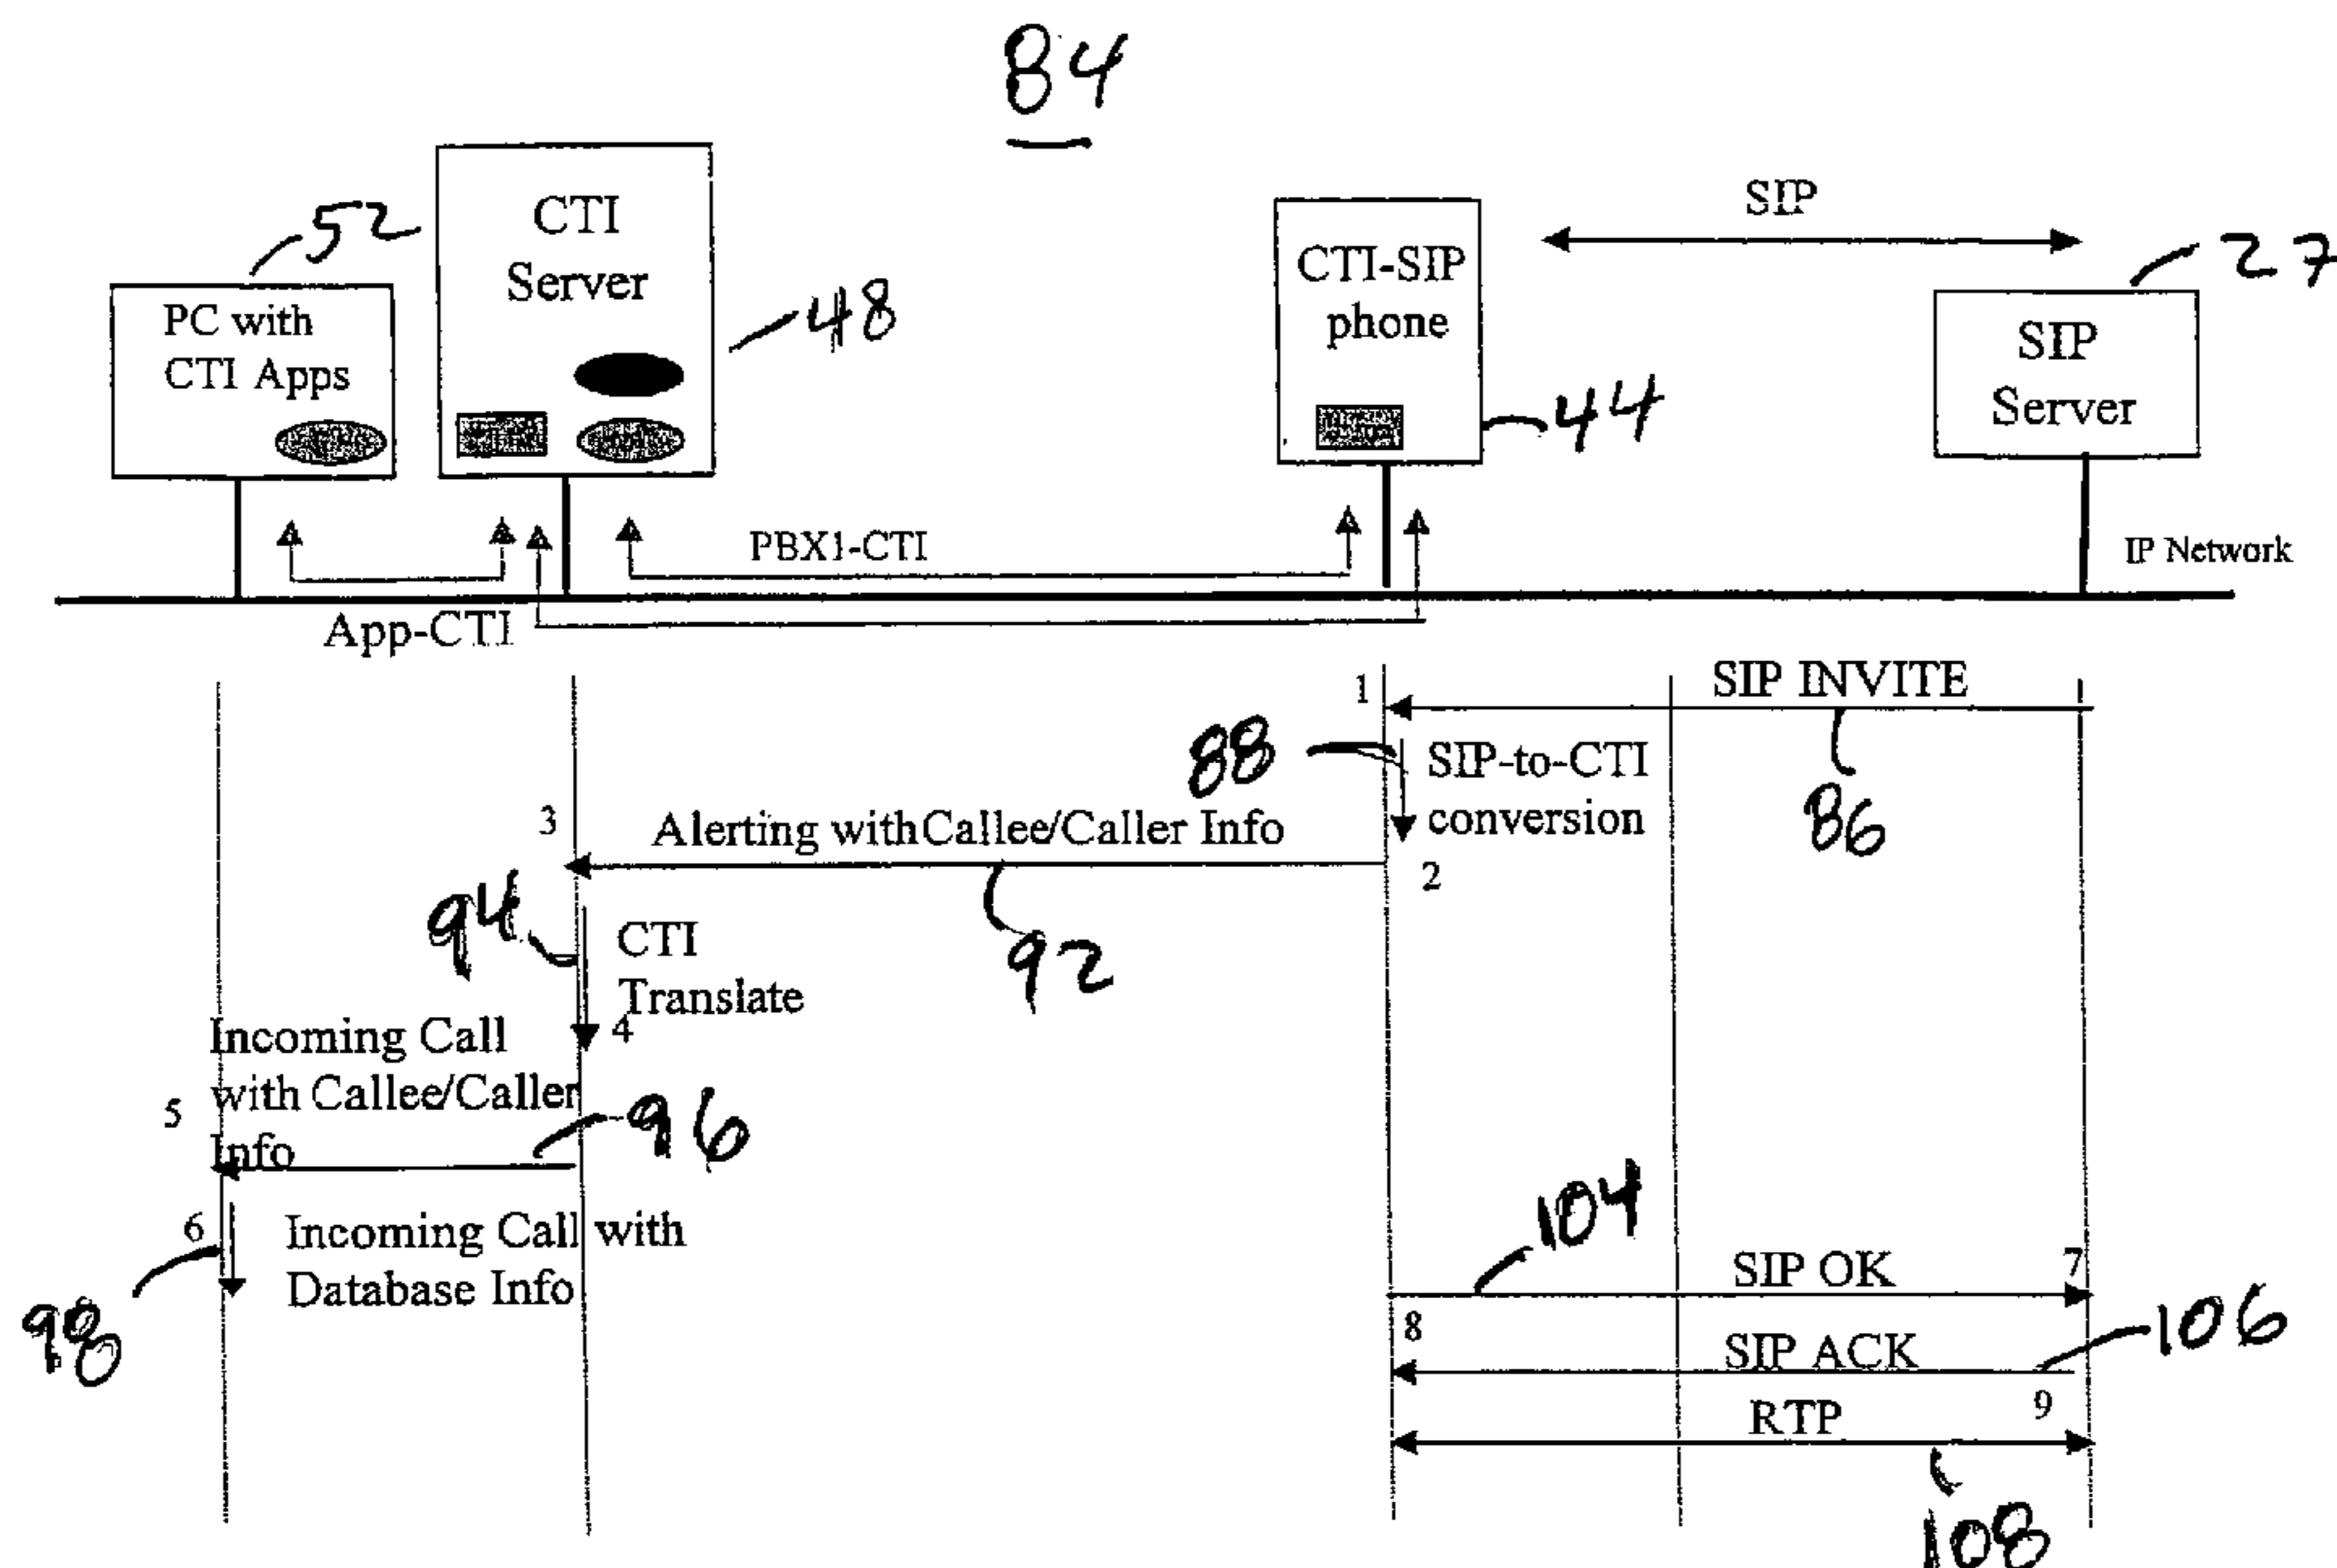 84
52
CTI
Server
SIP
27
PC with
CTI Apps
48
CTI-SIP
phone
SIP
Server
44
PBX1-CTI
IP Network
App-CTI
1
SIP INVITE
88
SIP-to-CTI
conversion
86
3
Alerting with Callee/Caller Info
2
94
CTI
Translate
92
4
Incoming Call
with Callee/Caller
Info
5
96
6
Incoming Call with
Database Info
98
104
SIP OK
7
8
SIP ACK
106
9
RTP
108